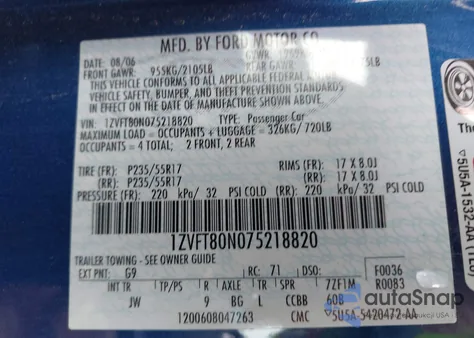 MFD. BY FORD MOTOR CO.
DATE: 08/06
FRONT GAWR: 955KG/2105LB
THIS VEHICLE CONFORMS TO ALL APPLICABLE FEDERAL
VEHICLE SAFETY, BUMPER, AND THEFT PREVENTION
IN EFFECT ON THE DATE OF MANUFACTURE SHOWN ABOVE.
VIN: 1ZVFT80N075218820 TYPE: Passenger Car
MAXIMUM LOAD = OCCUPANTS + LUGGAGE = 326KG/720LB
OCCUPANTS = 4 TOTAL; 2 FRONT, 2 REAR
TIRE (FR): P235/55R17 RIMS (FR): 17 X 8.0J
TIRE (RR): P235/55R17 RIMS (RR): 17 X 8.0J
PRESSURE (FR): 220 kPa/ 32 PSI COLD (RR): 220 kPa/ 32 PSI COLD
1ZVFT80N075218820
TRAILER TOWING - SEE OWNER GUIDE
EXT PNT: G9 RC: 71 DSO: F0036
R0083
INT TR TP/PS R AXLE TR SPR 7ZF1M
JW 9 BG L CCBB 60B
1200608047263 CMC 5U5A-5420472-AA
The
5U5A-1532-AA
autoSnap